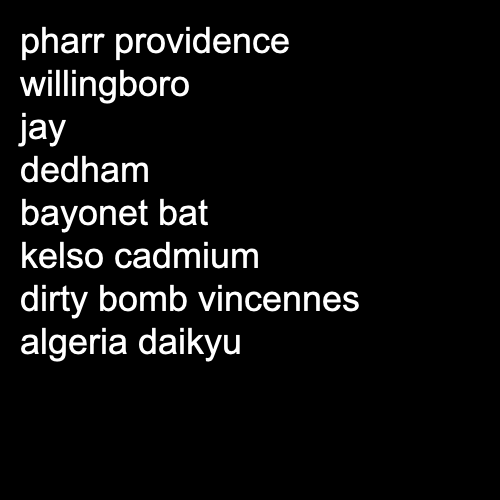 pharr providence
willingboro
jay
dedham
bayonet bat
kelso cadmium
dirty bomb vincennes
algeria daikyu